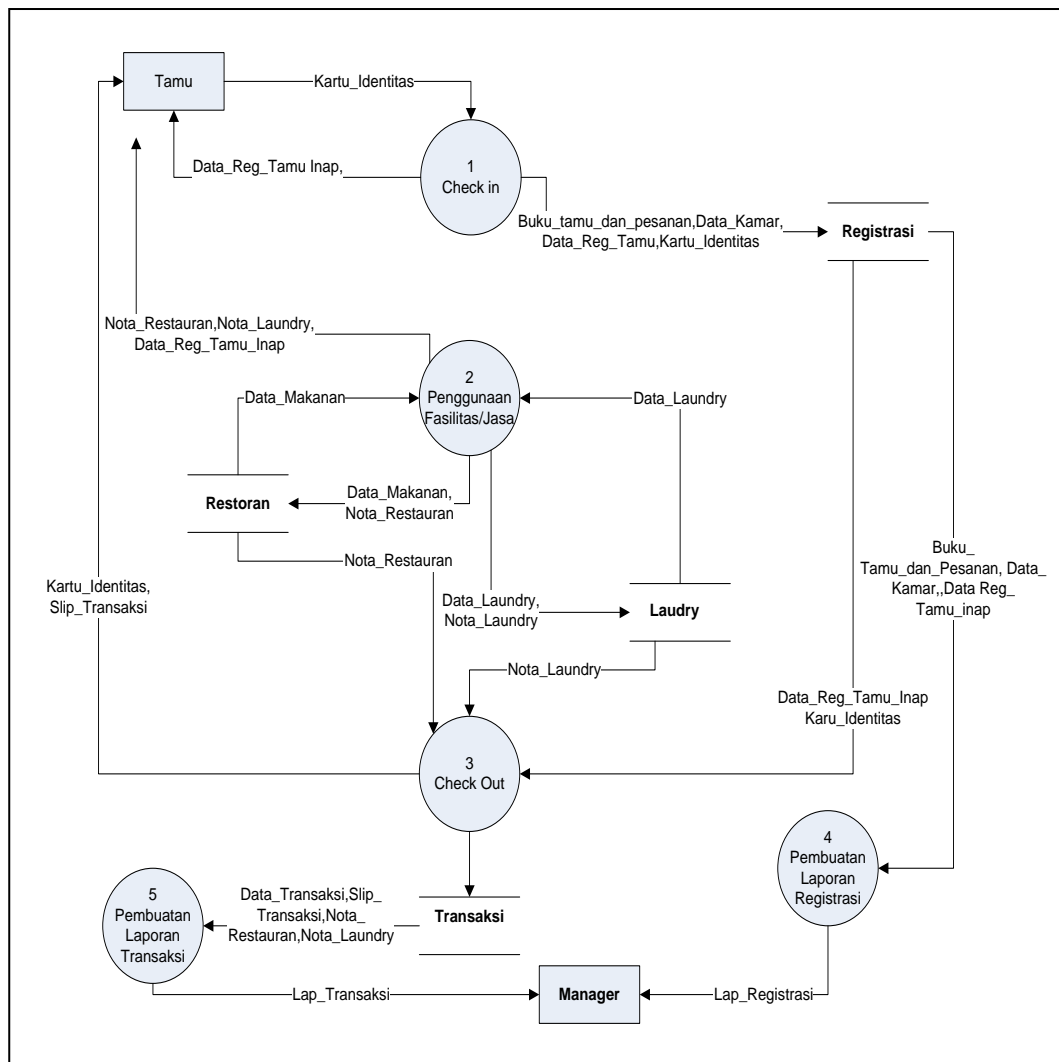 Tamu
Kartu_Identitas
1
Check in
Data_Reg_Tamu Inap,
Buku_tamu_dan_pesanan,Data_Kamar,
Data_Reg_Tamu,Kartu_Identitas
Registrasi
Nota_Restauran,Nota_Laundry,
Data_Reg_Tamu_Inap
2
Penggunaan
Fasilitas/Jasa
Data_Makanan
Data_Laundry
Restoran
Data_Makanan,
Nota_Restauran
Nota_Restauran
Buku_
Tamu_dan_Pesanan, Data_
Kamar,,Data Reg_
Tamu_inap
Kartu_Identitas,
Slip_Transaksi
Data_Laundry,
Nota_Laundry
Laudry
Nota_Laundry
Data_Reg_Tamu_Inap
Karu_Identitas
3
Check Out
4
Pembuatan
Laporan
Registrasi
5
Pembuatan
Laporan
Transaksi
Data_Transaksi,Slip_
Transaksi,Nota_
Restauran,Nota_Laundry
Transaksi
Lap_Transaksi
Manager
Lap_Registrasi